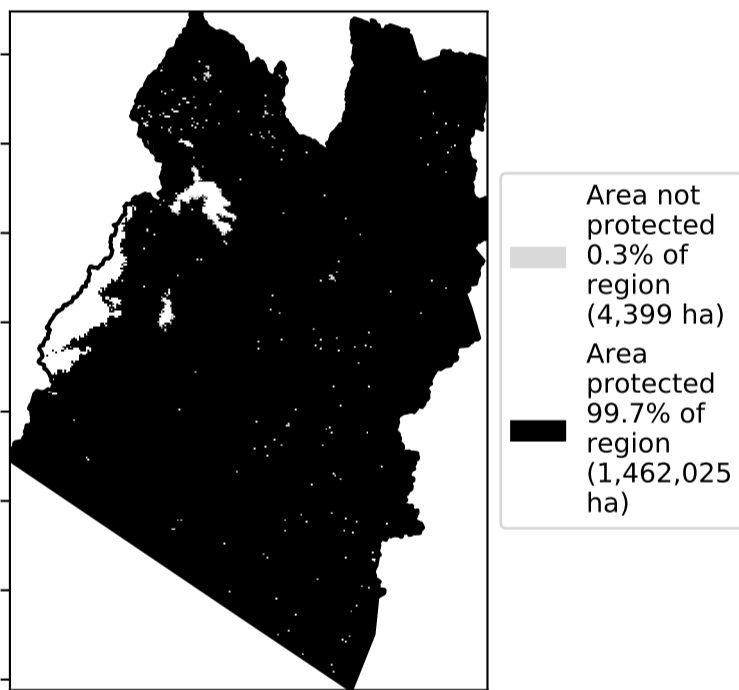 Area not
protected
0.3% of
region
(4,399 ha)
Area
protected
99.7% of
region
(1,462,025
ha)